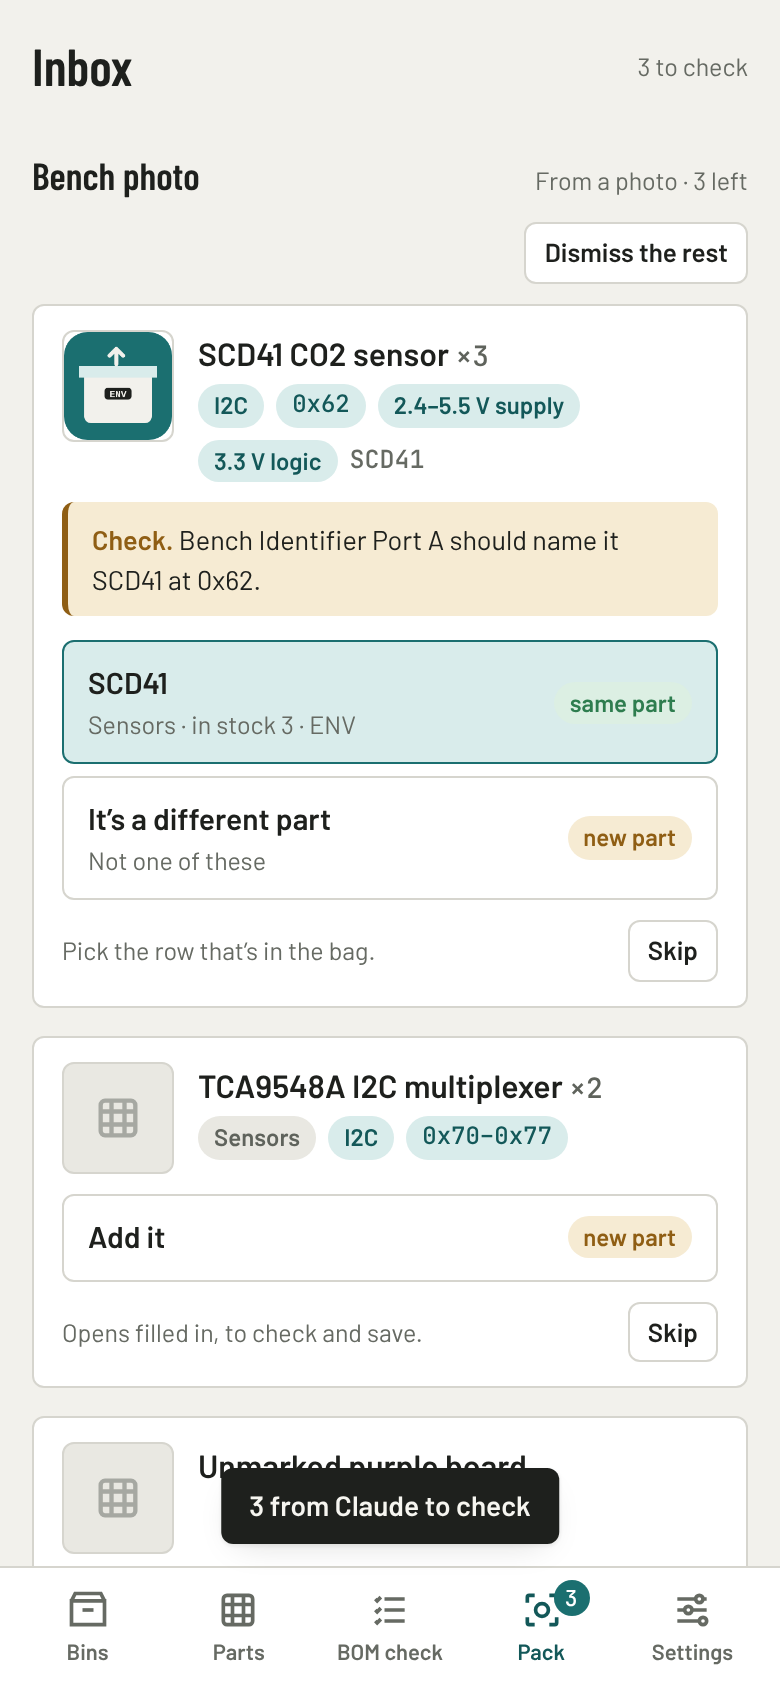 Inbox
3 to check
Bench photo
From a photo · 3 left
Dismiss the rest
ENV
SCD41 CO2 sensor ×3
I2C 0x62 2.4–5.5 V supply
3.3 V logic SCD41
Check. Bench Identifier Port A should name it
SCD41 at 0x62.
SCD41
Sensors · in stock 3 · ENV
same part
It’s a different part
Not one of these
new part
Pick the row that’s in the bag.
Skip
TCA9548A I2C multiplexer ×2
Sensors I2C 0x70–0x77
Add it
new part
Opens filled in, to check and save.
Skip
Unmarked purple board
3 from Claude to check
3
Bins
Parts
BOM check
Pack
Settings